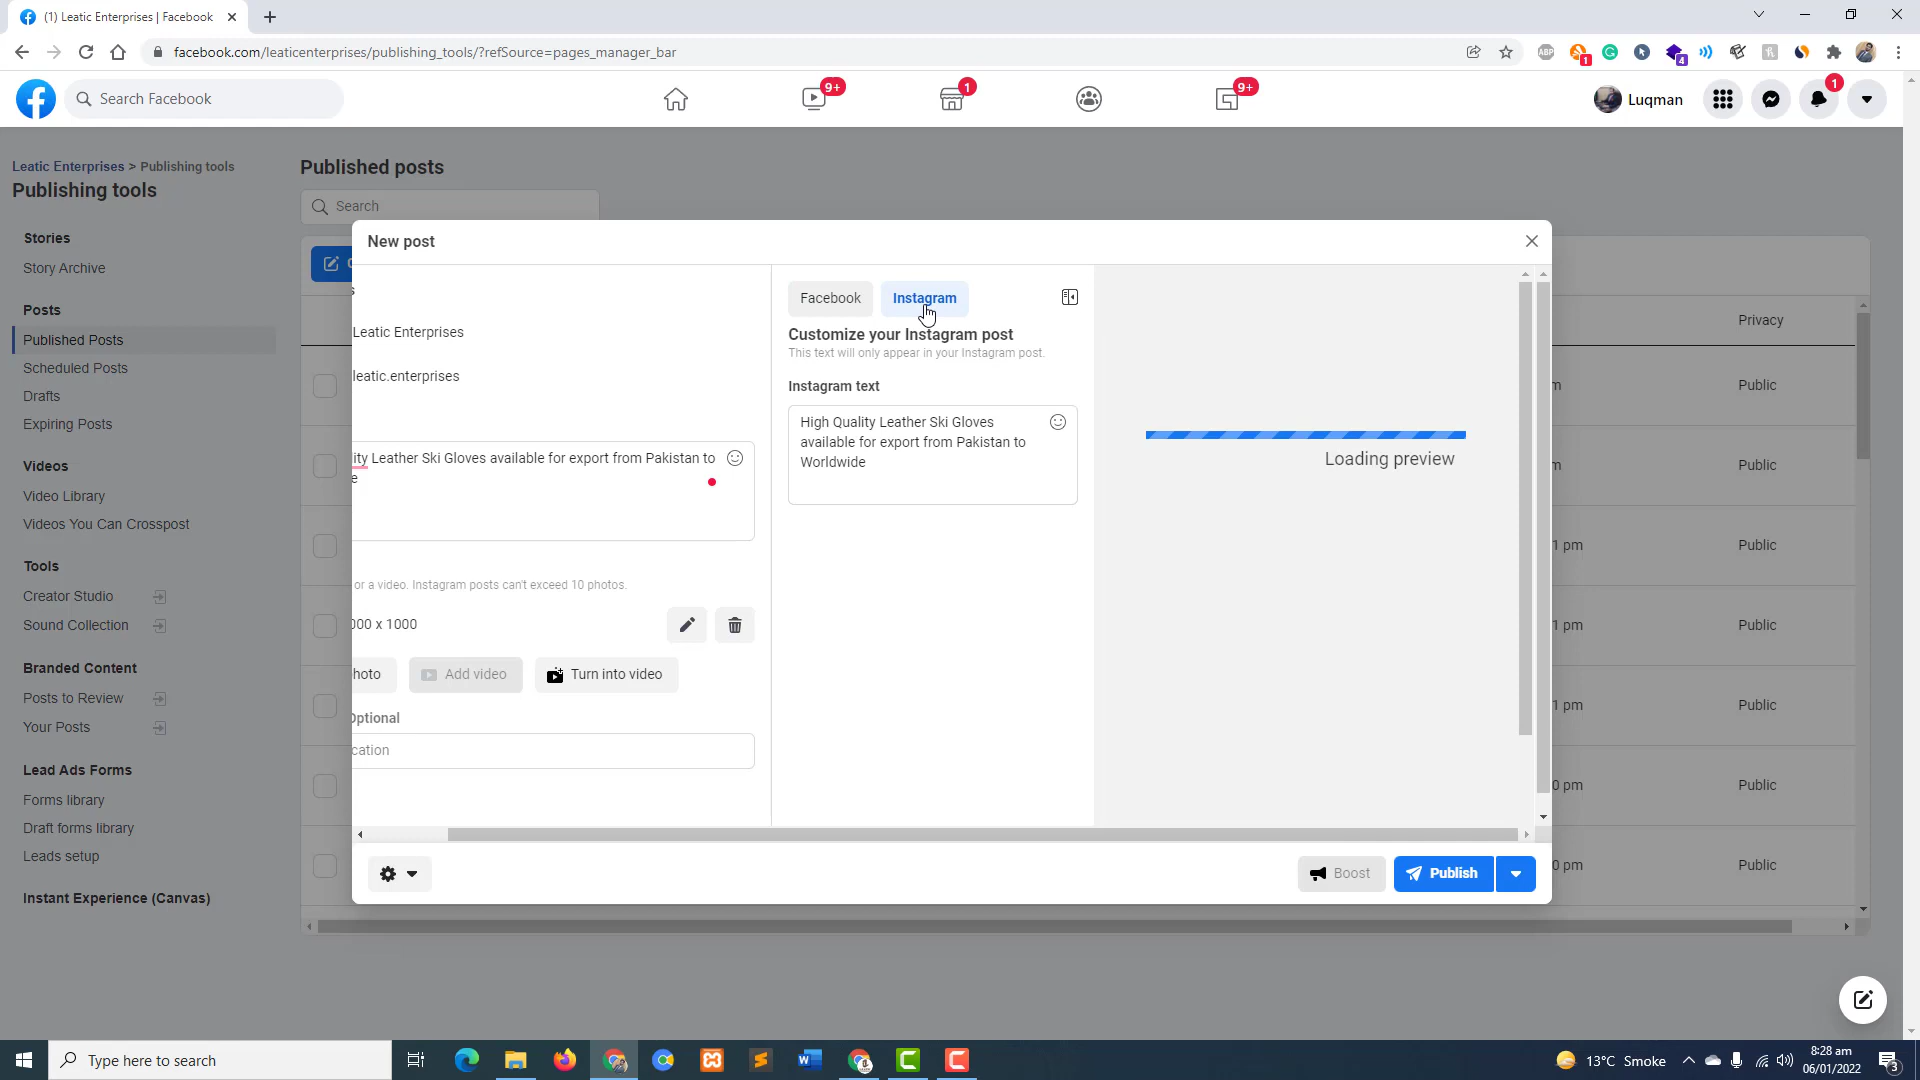 (1) Leatic Enterprises | Facebook
facebook.com/leaticenterprises/publishing_tools/?refSource=pages_manager_bar
ABP
1
4
Search Facebook
9+
1
9+
Luqman
1
Leatic Enterprises > Publishing tools
Publishing tools
Stories
Story Archive
Posts
Published Posts
Scheduled Posts
Drafts
Expiring Posts
Videos
Video Library
Videos You Can Crosspost
Tools
Creator Studio
Sound Collection
Branded Content
Posts to Review
Your Posts
Lead Ads Forms
Forms library
Draft forms library
Leads setup
Instant Experience (Canvas)
Published posts
Search
New post
s
Leatic Enterprises
leatic.enterprises
ity Leather Ski Gloves available for export from Pakistan to
e
or a video. Instagram posts can't exceed 10 photos.
000 x 1000
hoto
Add video
Turn into video
Optional
cation
Facebook
Instagram
Customize your Instagram post
This text will only appear in your Instagram post.
Instagram text
High Quality Leather Ski Gloves
available for export from Pakistan to
Worldwide
Loading preview
Boost
Publish
Privacy
m Public
m Public
1 pm Public
1 pm Public
1 pm Public
0 pm Public
0 pm Public
Type here to search
13°C Smoke
8:28 am
06/01/2022
3